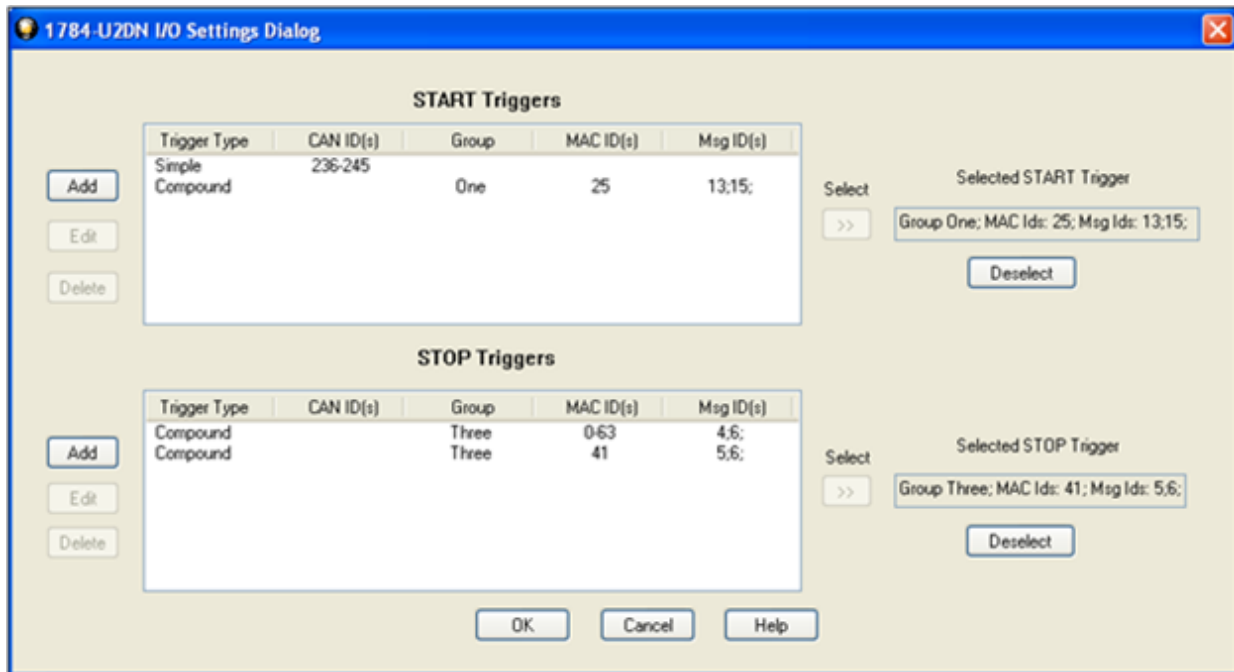 1784-U2DN I/O Settings Dialog
START Triggers
Trigger Type CAN ID(s) Group MAC ID(s) Msg ID(s)
Simple 236-245
Compound One 25 13;15;
Add
Edit
Delete
Select
>>
Selected START Trigger
Group One; MAC Ids: 25; Msg Ids: 13;15;
Deselect
STOP Triggers
Trigger Type CAN ID(s) Group MAC ID(s) Msg ID(s)
Compound Three 0-63 4;6;
Compound Three 41 5;6;
Add
Edit
Delete
Select
>>
Selected STOP Trigger
Group Three; MAC Ids: 41; Msg Ids: 5;6;
Deselect
OK Cancel Help